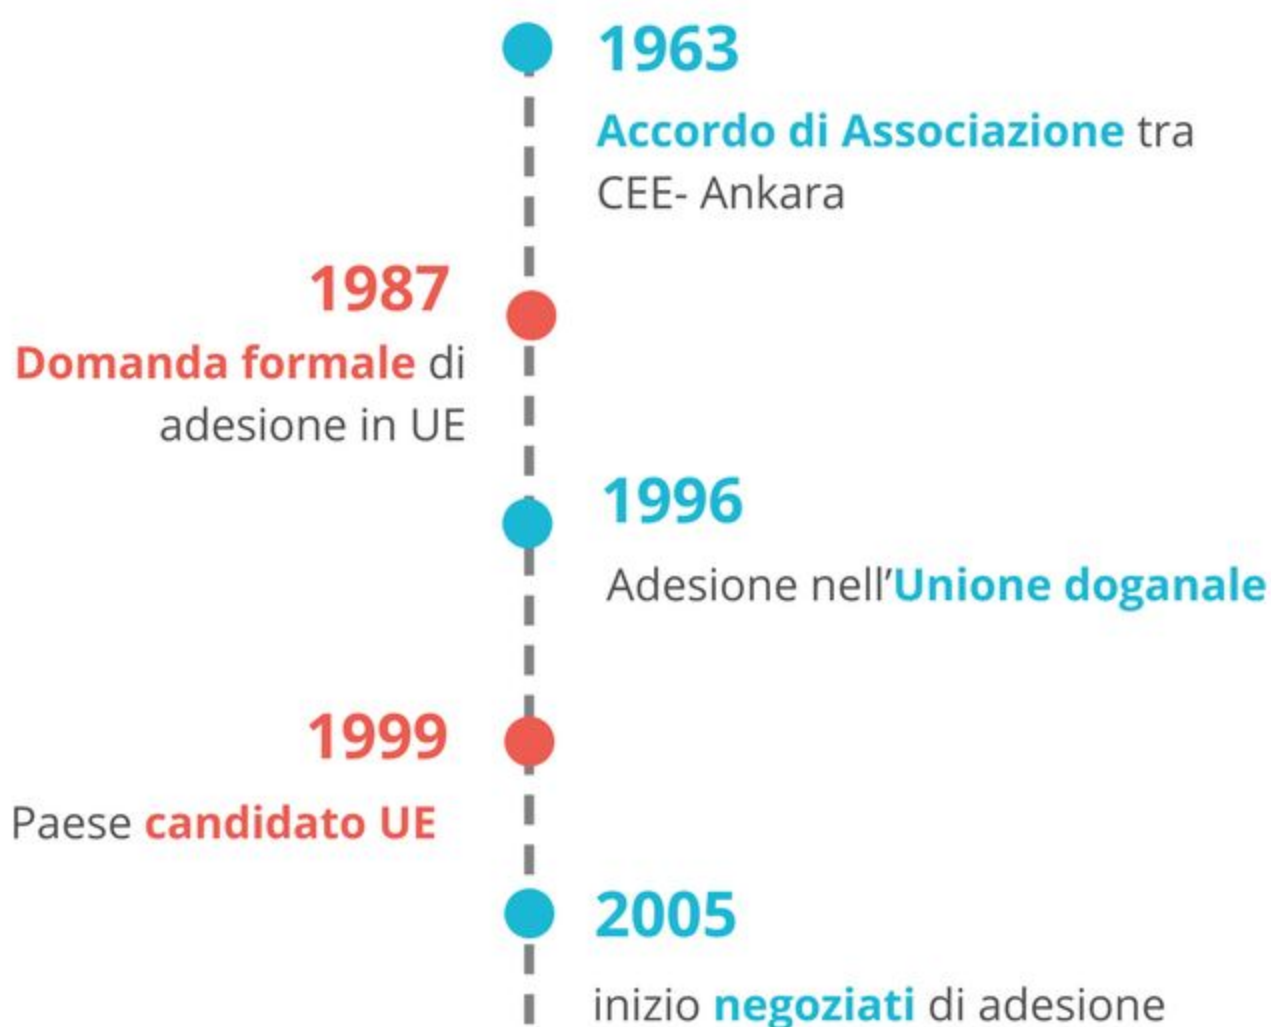 1963
Accordo di Associazione tra
CEE- Ankara
1987
Domanda formale di
adesione in UE
1996
Adesione nell’Unione doganale
1999
Paese candidato UE
2005
inizio negoziati di adesione